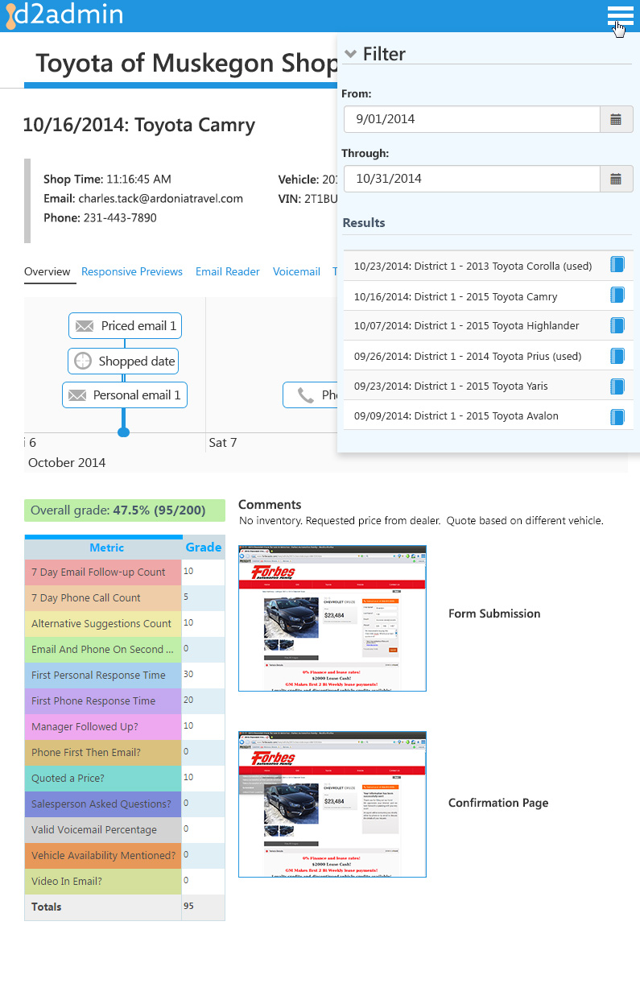 d2admin
Toyota of Muskegon Shop
Filter
From:
9/01/2014
Through:
10/31/2014
Results
10/23/2014: District 1 - 2013 Toyota Corolla (used)
10/16/2014: District 1 - 2015 Toyota Camry
10/07/2014: District 1 - 2015 Toyota Highlander
09/26/2014: District 1 - 2014 Toyota Prius (used)
09/23/2014: District 1 - 2015 Toyota Yaris
09/09/2014: District 1 - 2015 Toyota Avalon
10/16/2014: Toyota Camry
Shop Time: 11:16:45 AM
Email: charles.tack@ardoniatravel.com
Phone: 231-443-7890
Vehicle: 201
VIN: 2T1BU
Overview Responsive Previews Email Reader Voicemail T
Priced email 1
Shopped date
Personal email 1
Pho
i 6 Sat 7
October 2014
Overall grade: 47.5% (95/200)
Comments
No inventory. Requested price from dealer. Quote based on different vehicle.
Metric Grade
7 Day Email Follow-up Count 10
7 Day Phone Call Count 5
Alternative Suggestions Count 10
Email And Phone On Second ... 0
First Personal Response Time 30
First Phone Response Time 20
Manager Followed Up? 10
Phone First Then Email? 0
Quoted a Price? 10
Salesperson Asked Questions? 0
Valid Voicemail Percentage 0
Vehicle Availability Mentioned? 0
Video In Email? 0
Totals 95
Forbes
Automotive Family
CHEVROLET CRUZE
$23,484
0% Finance and lease rates!
$2000 Lease Cash!
GM Makes first 2 Bi Weekly lease payments!
Form Submission
Forbes
Automotive Family
CHEVROLET CRUZE
$23,484
0% Finance and lease rates!
$2000 Lease Cash!
GM Makes first 2 Bi Weekly lease payments!
Confirmation Page